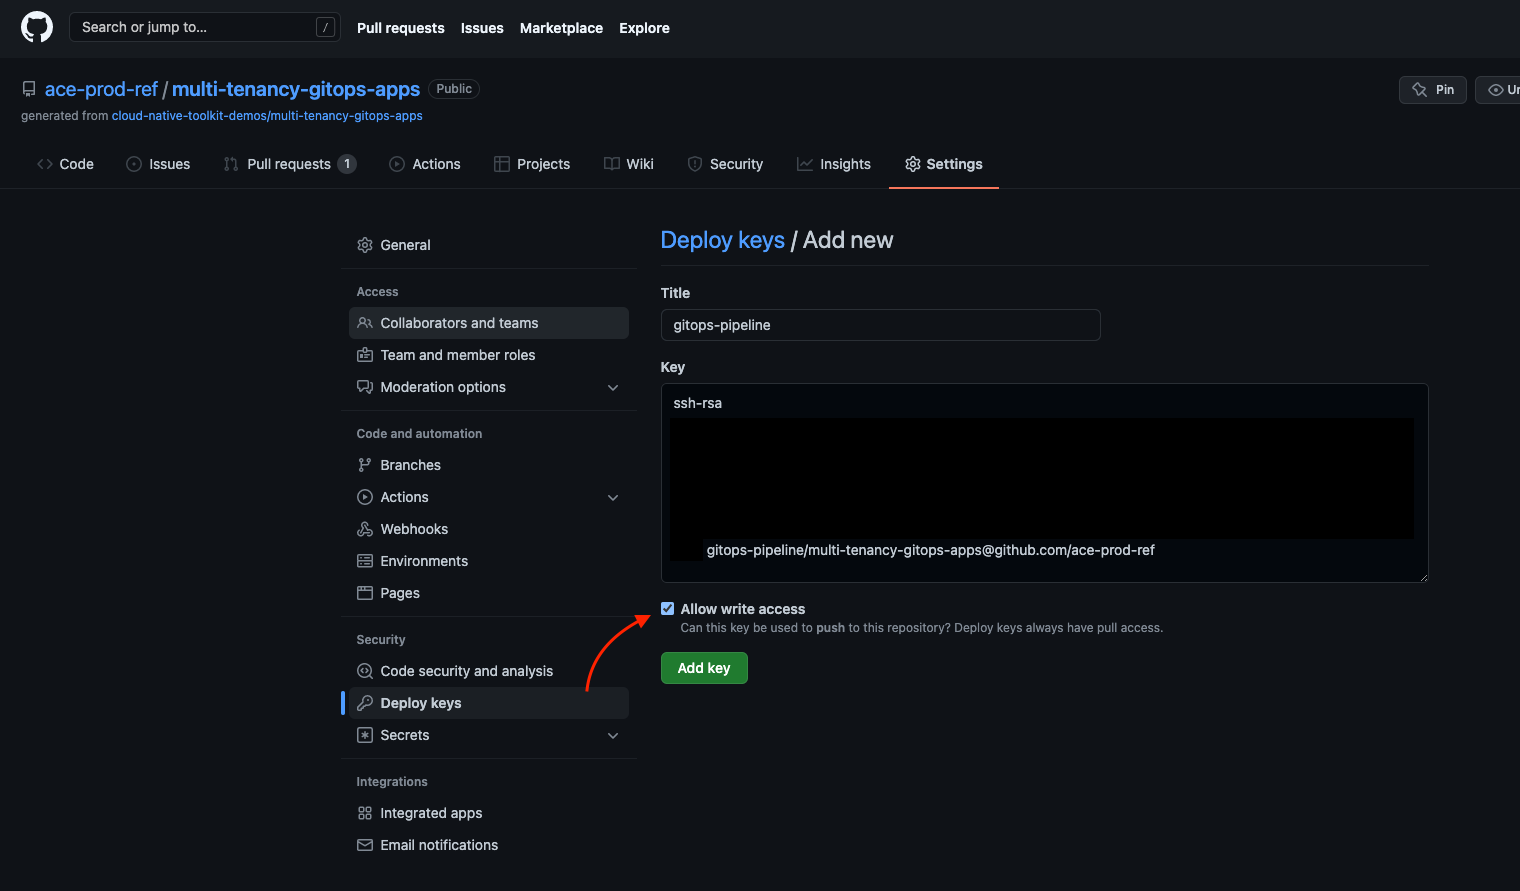 Search or jump to... /
Pull requests Issues Marketplace Explore
ace-prod-ref / multi-tenancy-gitops-apps Public
Pin
generated from cloud-native-toolkit-demos/multi-tenancy-gitops-apps
Code Issues Pull requests 1 Actions Projects Wiki Security Insights Settings
General
Access
Collaborators and teams
Team and member roles
Moderation options
Code and automation
Branches
Actions
Webhooks
Environments
Pages
Security
Code security and analysis
Deploy keys
Secrets
Integrations
Integrated apps
Email notifications
Deploy keys / Add new
Title
gitops-pipeline
Key
ssh-rsa
gitops-pipeline/multi-tenancy-gitops-apps@github.com/ace-prod-ref
Allow write access
Can this key be used to push to this repository? Deploy keys always have pull access.
Add key